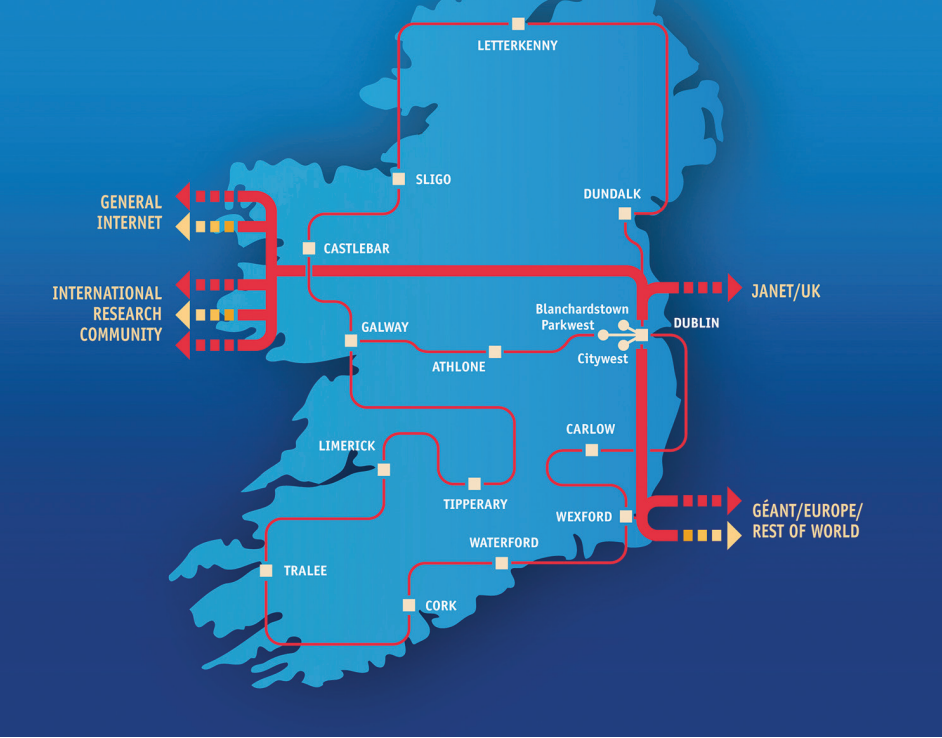 LETTERKENNY
SLIGO
DUNDALK
GENERAL
INTERNET
CASTLEBAR
INTERNATIONAL
RESEARCH
COMMUNITY
JANET/UK
Blanchardstown
Parkwest
DUBLIN
GALWAY
Citywest
ATHLONE
CARLOW
LIMERICK
TIPPERARY
WEXFORD
GÉANT/EUROPE/
REST OF WORLD
WATERFORD
TRALEE
CORK